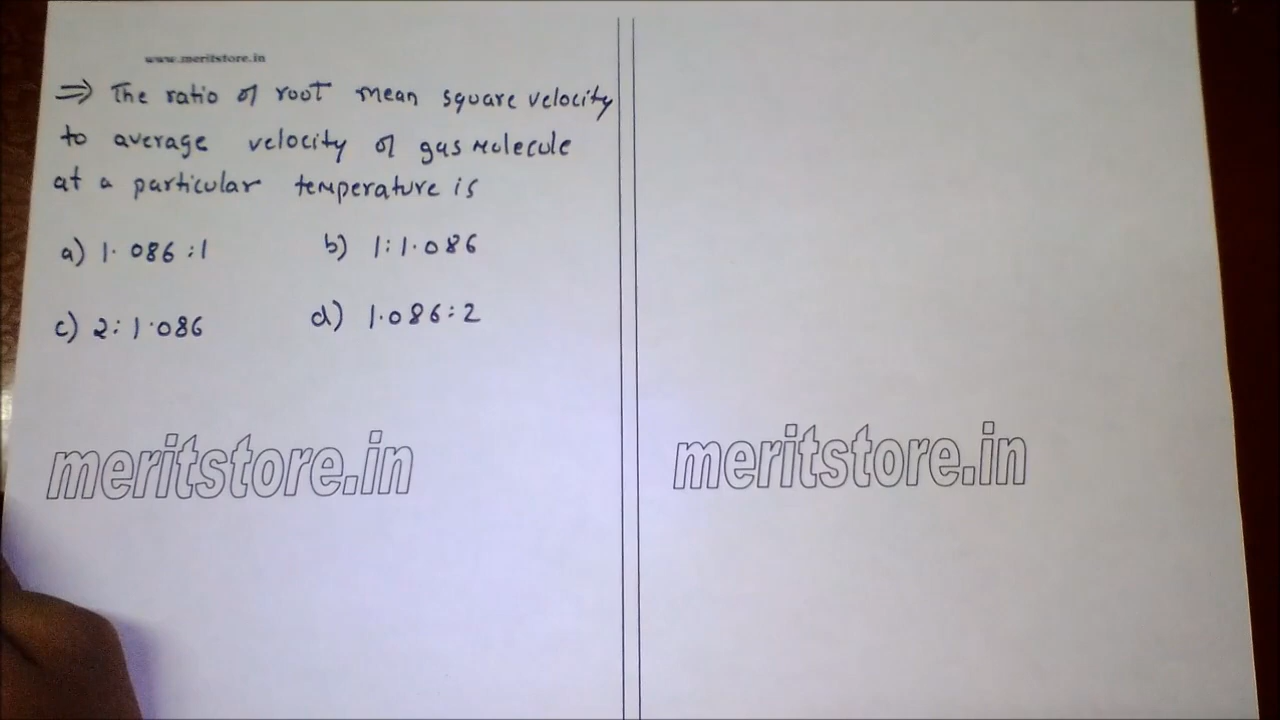 www.meritstore.in
⇒ The ratio of root mean square velocity
to average velocity of gas molecule
at a particular temperature is
a) 1.086 : 1 b) 1 : 1.086
c) 2 : 1.086 d) 1.086 : 2
meritstore.in meritstore.in